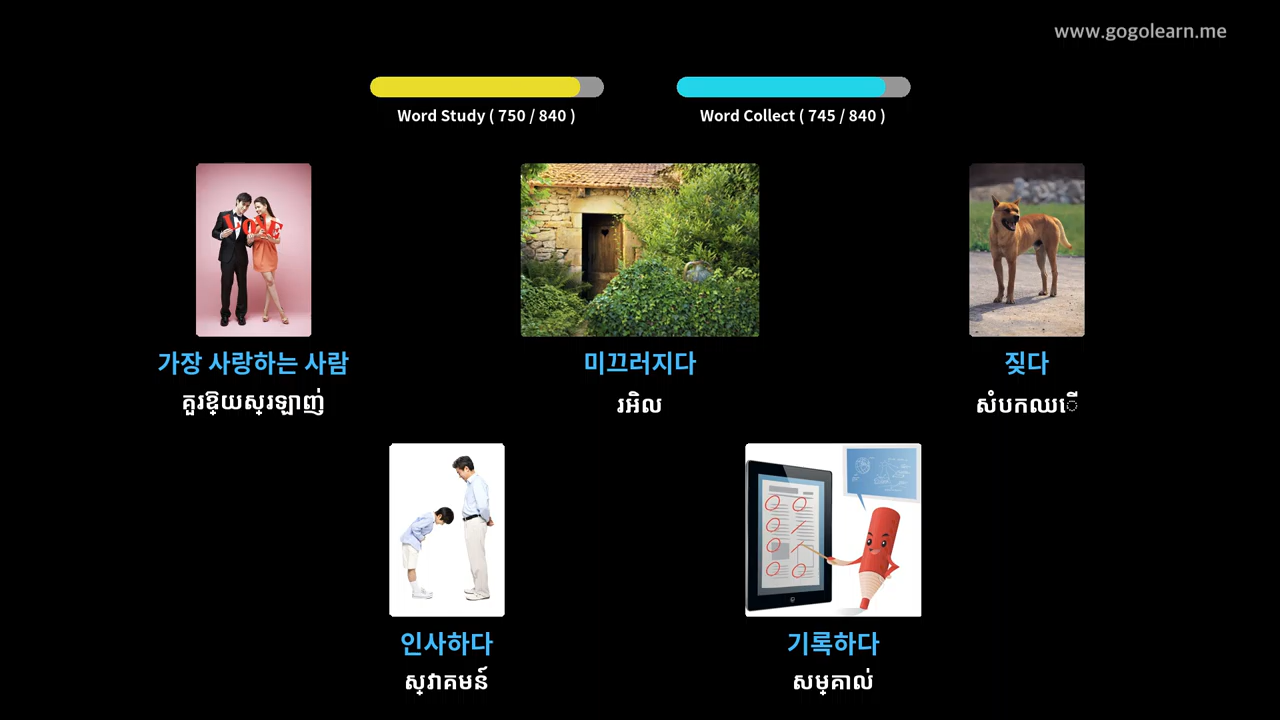 www.gogolearn.me
Word Study ( 750 / 840 )
Word Collect ( 745 / 840 )
LOVE
가장 사랑하는 사람
គួរឱ្យស្រឡាញ់
미끄러지다
រអិល
짖다
សំបកឈើ
인사하다
ស្វាគមន៍
기록하다
សម្គាល់